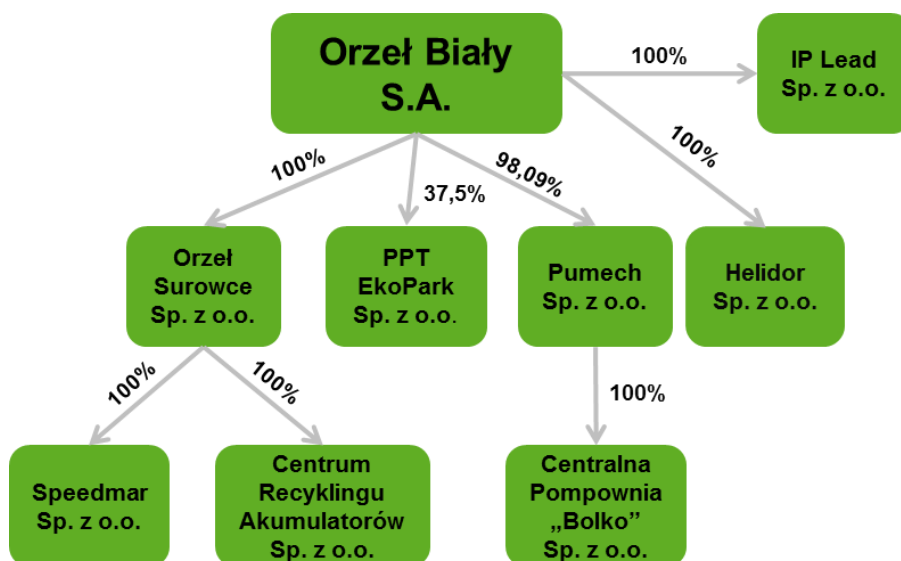 Orzeł Biały
S.A.
100%
IP Lead
Sp. z o.o.
100%
100%
37,5%
98,09%
Orzeł
Surowce
Sp. z o.o.
PPT
EkoPark
Sp. z o.o.
Pumech
Sp. z o.o.
Helidor
Sp. z o.o.
100%
100%
100%
Speedmar
Sp. z o.o.
Centrum
Recyklingu
Akumulatorów
Sp. z o.o.
Centralna
Pompownia
„Bolko”
Sp. z o.o.